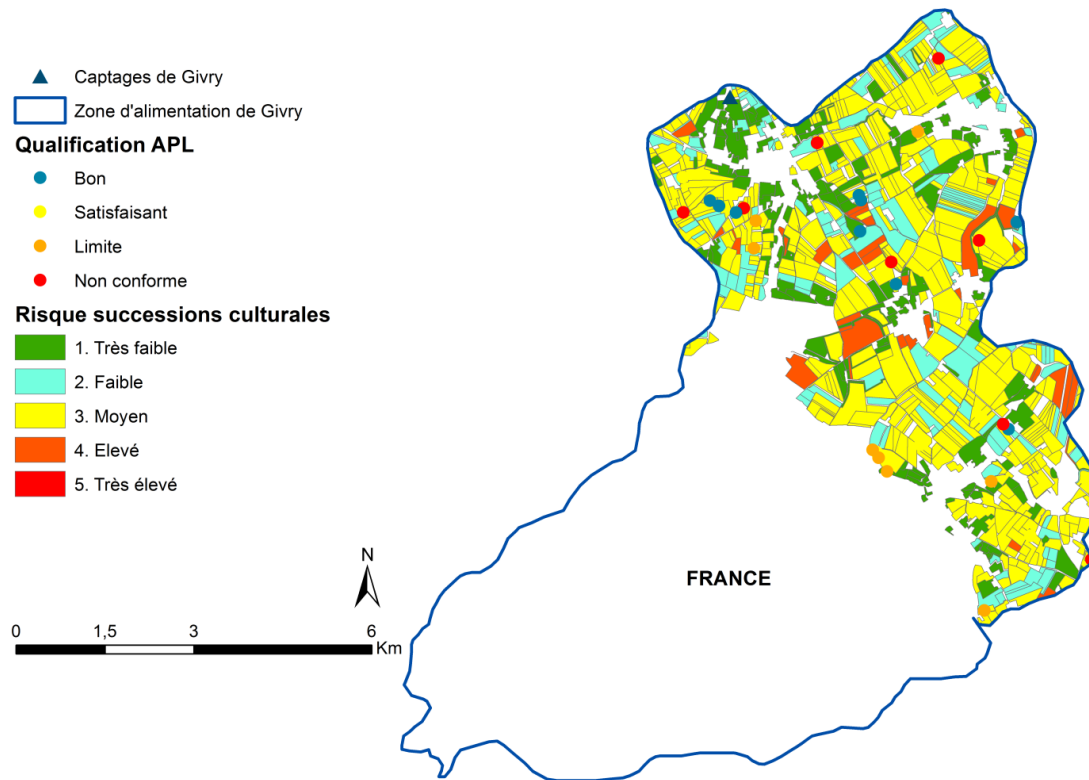 Captages de Givry
Zone d'alimentation de Givry
Qualification APL
Bon
Satisfaisant
Limite
Non conforme
Risque successions culturales
1. Très faible
2. Faible
3. Moyen
4. Elevé
5. Très élevé
N
0 1,5 3 6
Km
FRANCE